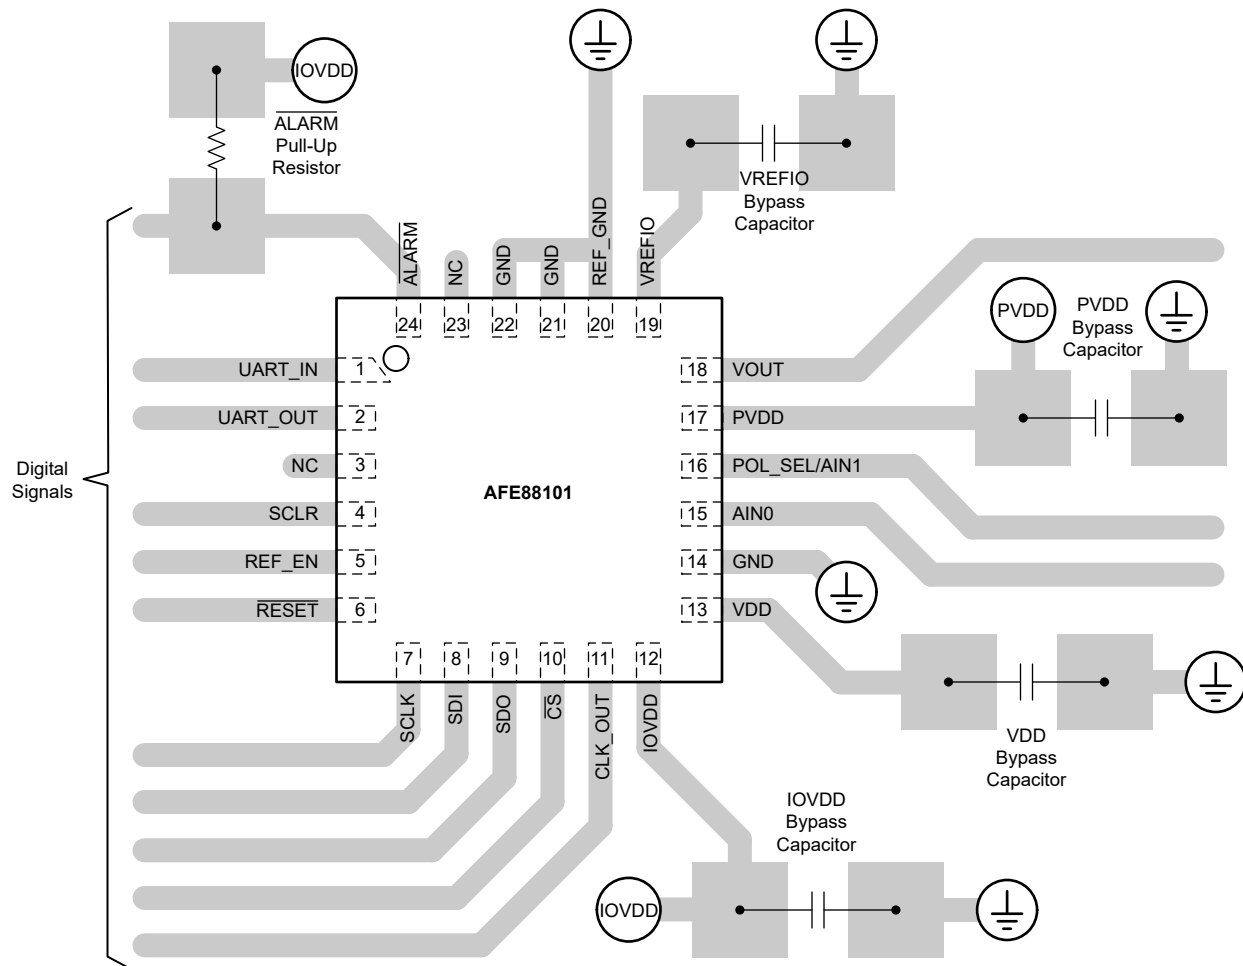 IOVDD
ALARM
Pull-Up
Resistor
VREFIO
Bypass
Capacitor
ALARM
NC
GND
GND
REF_GND
VREFIO
24
23
22
21
20
19
PVDD
PVDD
Bypass
Capacitor
UART_IN 1
18 VOUT
UART_OUT 2
17 PVDD
NC 3
16 POL_SEL/AIN1
Digital
Signals
AFE88101
SCLR 4
15 AIN0
REF_EN 5
14 GND
RESET 6
13 VDD
7
8
9
10
11
12
SCLK
SDI
SDO
CS
CLK_OUT
IOVDD
VDD
Bypass
Capacitor
IOVDD
Bypass
Capacitor
IOVDD